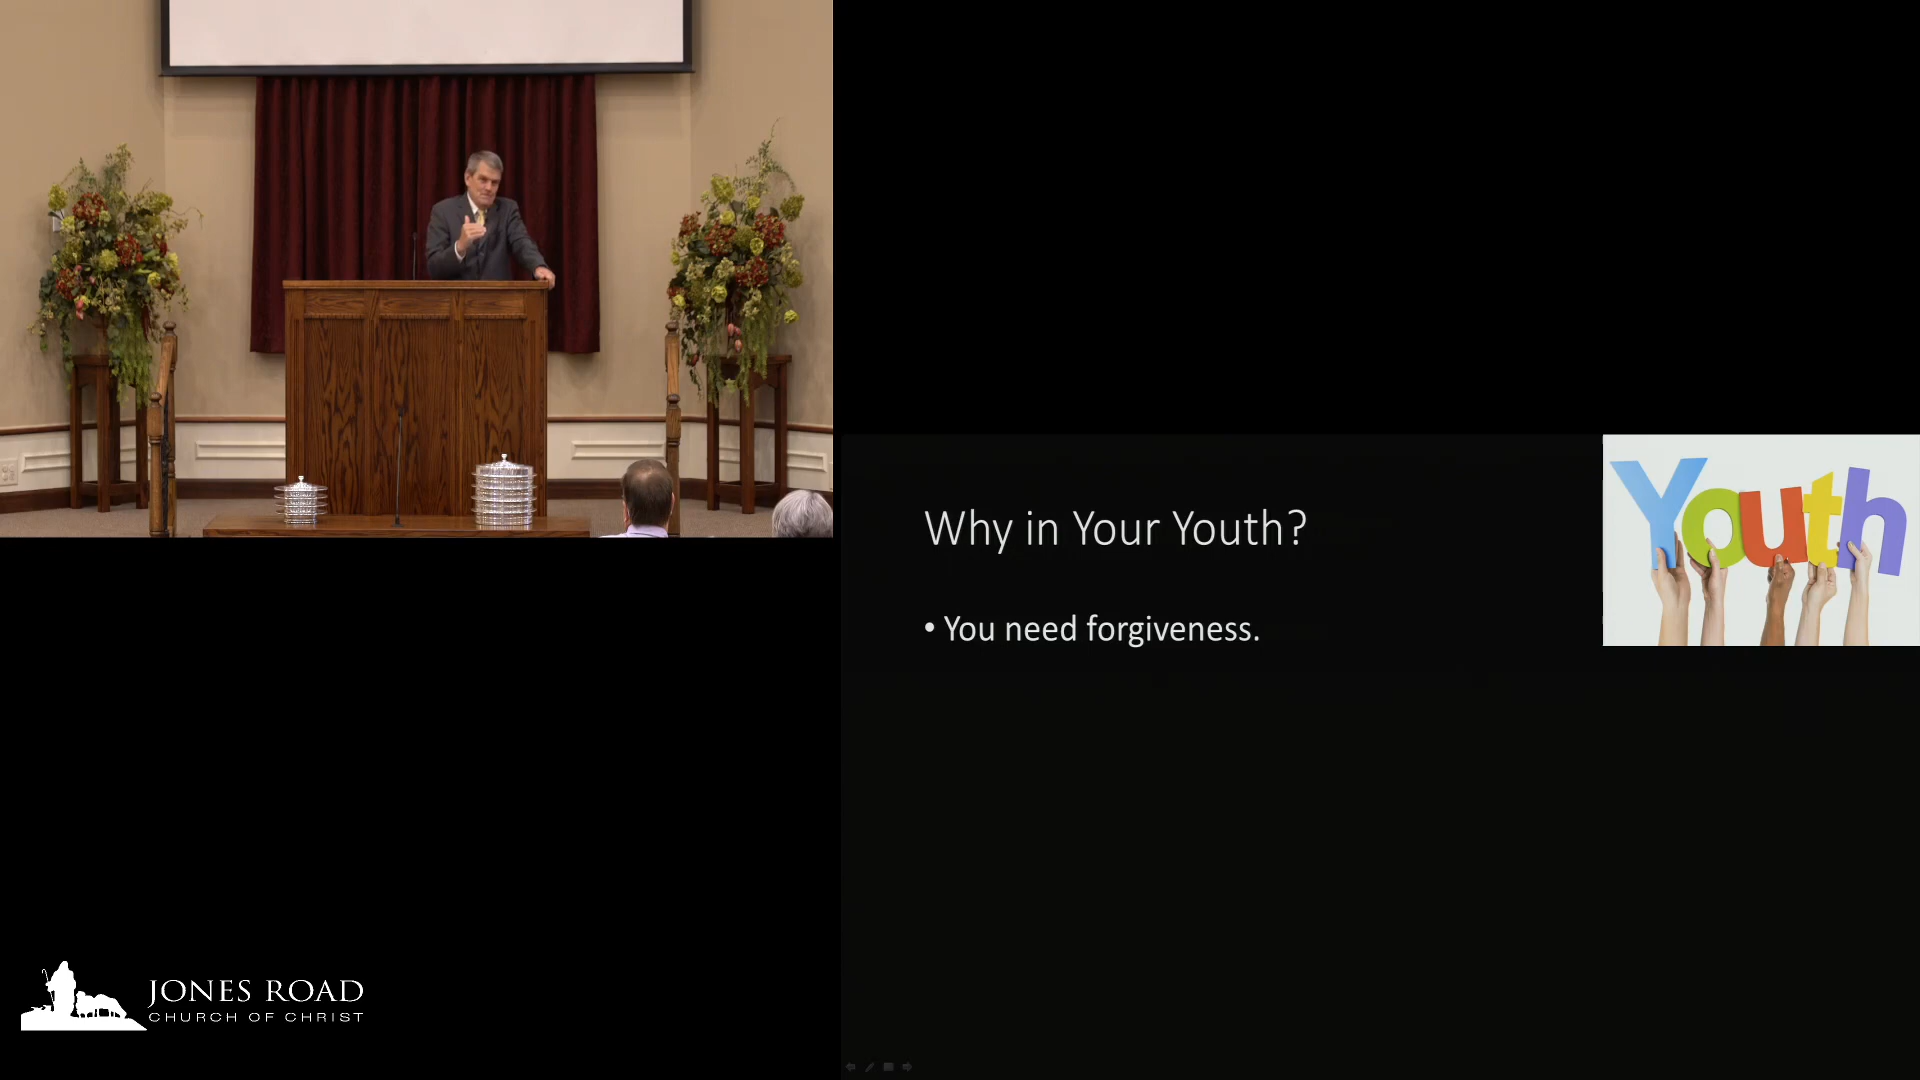 Why in Your Youth?
• You need forgiveness.
Youth
JONES ROAD
CHURCH OF CHRIST